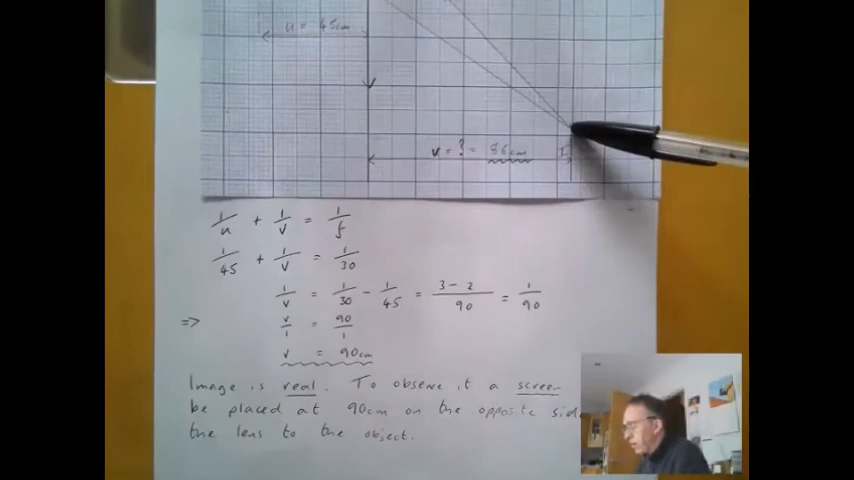 u = 45cm
v = ? = 86cm
I
1/u + 1/v = 1/f
1/45 + 1/v = 1/30
1/v = 1/30 - 1/45 = 3-2/90 = 1/90
=> v/1 = 90/1
v = 90cm
Image is real. To observe it a screen
be placed at 90cm on the opposite side
the lens to the object.